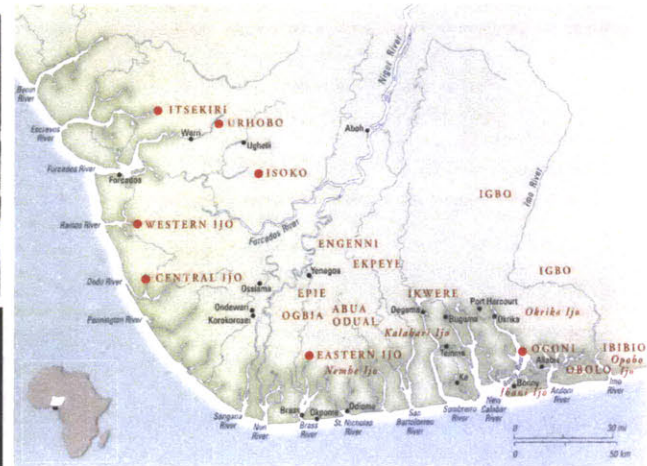 Benin
River
Niger River
ITSEKIRI
URHOBO
Escravos
River
Warri
Aboh
Ughelli
Imo River
Forcados River
Forcados
ISOKO
IGBO
Ramos River
WESTERN IJO
Forcados River
ENGENNI
EKPEYE
IGBO
Dodo River
CENTRAL IJO
Yenagoa
Osiama
EPIE
IKWERE
Port Harcourt
Pennington River
Ondewari
Korokorosei
OGBIA
ABUA
ODUAL
Degema
Buguma
Okrika
Okrika Ijo
Kalabari Ijo
EASTERN IJO
Nembe Ijo
Tombia
OGONI
IBIBIO
Opobo
Ijo
OBOLO
Ke
Bonny
Ibani Ijo
Andoni
River
Imo
River
Brass
Okpoma
Odioma
Sangana
River
Nun
River
Brass
River
St. Nicholas
River
San
Bartolomeo
River
Sombreiro
River
New
Calabar
River
0
30 mi
0
50 km